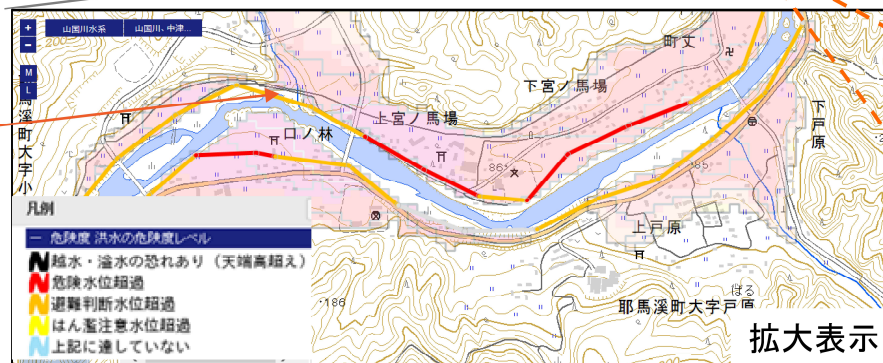 +
−
山国川水系
山国川、中津...
M
L
馬溪町大字小
口ノ林
上宮ノ馬場
下宮ノ馬場
町丈
下戸原
上戸原
86
85
·186
ぼる
耶馬溪町大字戸原
凡例
− 危険度 洪水の危険度レベル
越水・溢水の恐れあり（天端高超え）
危険水位超過
避難判断水位超過
はん濫注意水位超過
上記に達していない
拡大表示